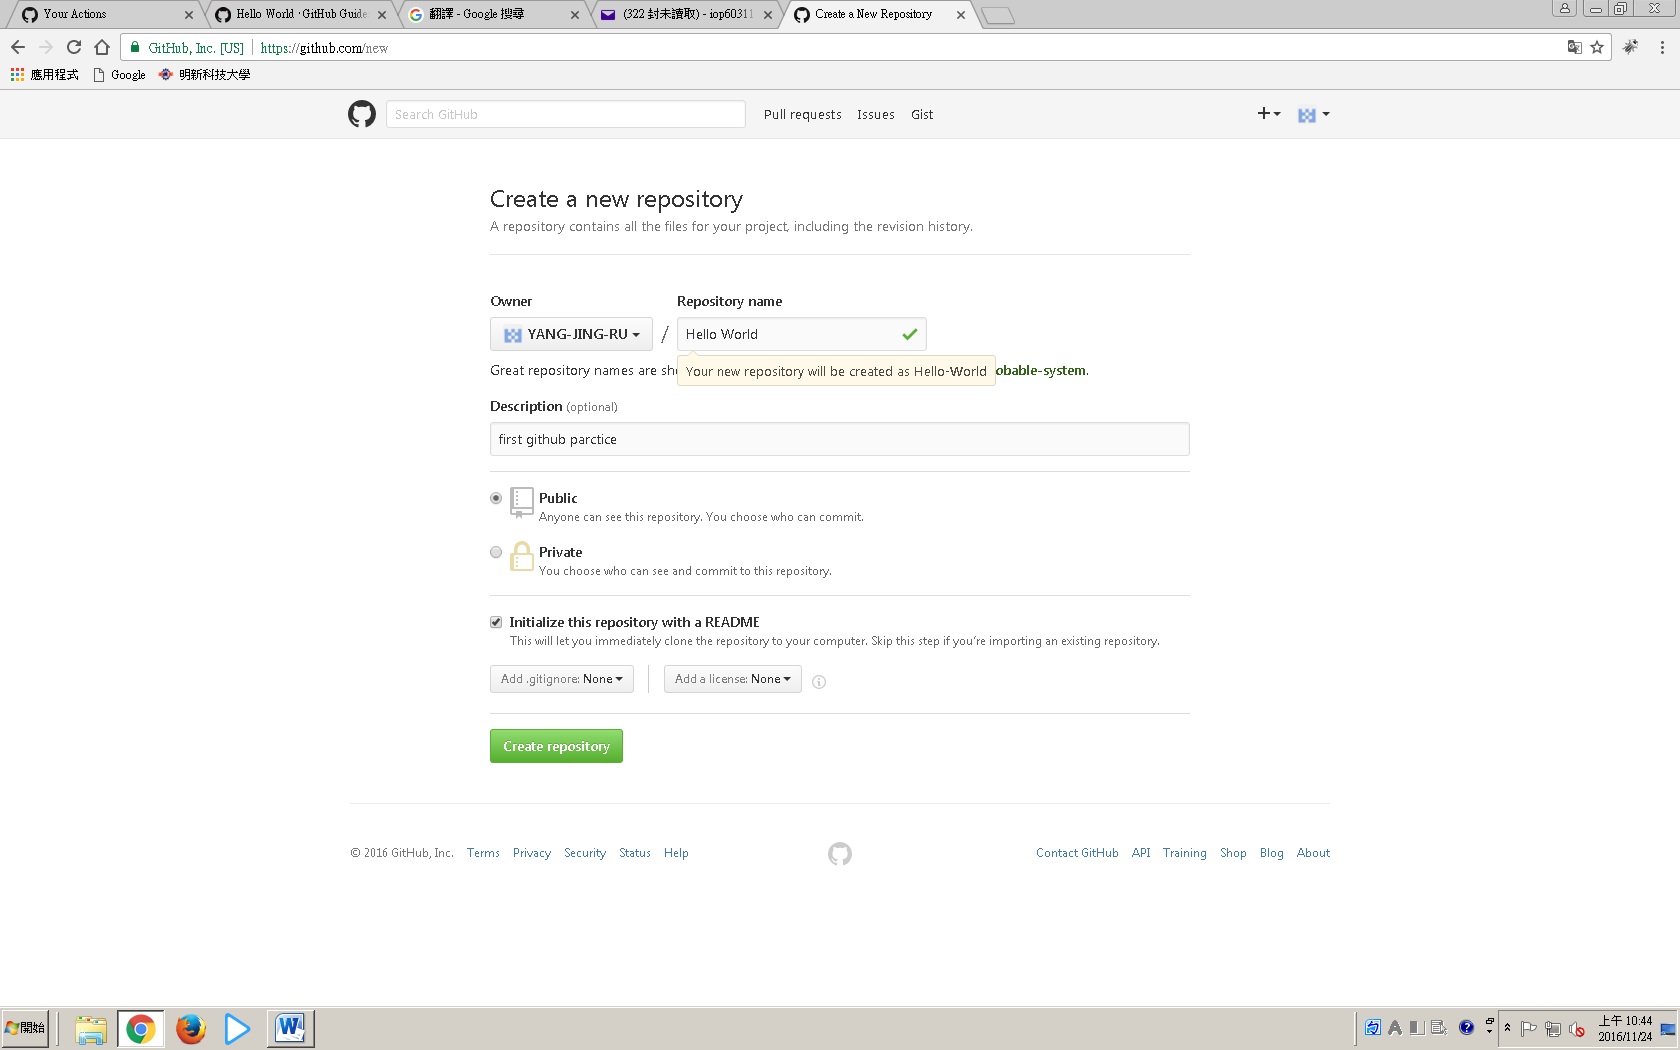 Your Actions
Hello World · GitHub Guide
翻譯 - Google 搜尋
(322 封未讀取) - iop60311
Create a New Repository
GitHub, Inc. [US] https://github.com/new
應用程式 Google 明新科技大學
Search GitHub Pull requests Issues Gist
Create a new repository
A repository contains all the files for your project, including the revision history.
Owner Repository name
YANG-JING-RU / Hello World
Great repository names are sho
Your new repository will be created as Hello-World
obable-system.
Description (optional)
first github parctice
Public
Anyone can see this repository. You choose who can commit.
Private
You choose who can see and commit to this repository.
Initialize this repository with a README
This will let you immediately clone the repository to your computer. Skip this step if you're importing an existing repository.
Add .gitignore: None Add a license: None
Create repository
© 2016 GitHub, Inc. Terms Privacy Security Status Help Contact GitHub API Training Shop Blog About
開始
上午 10:44
2016/11/24